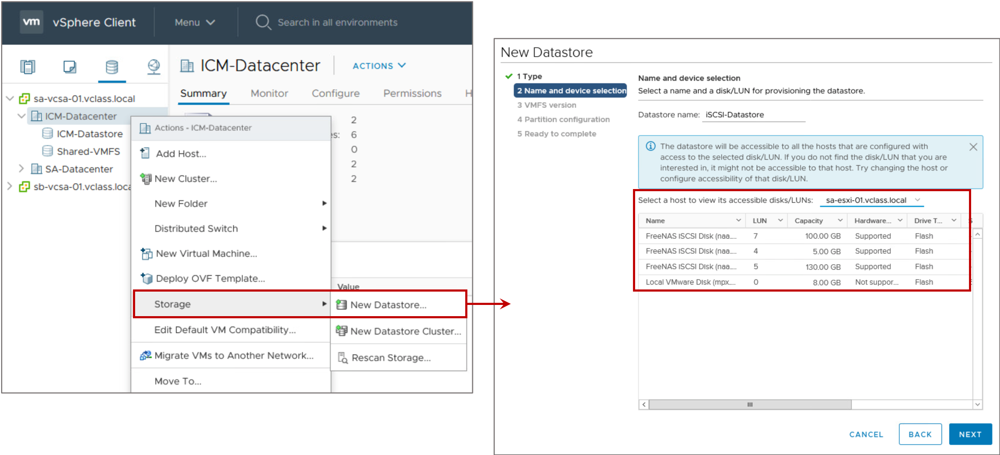 vm vSphere Client Menu Search in all environments
ICM-Datacenter ACTIONS
Summary Monitor Configure Permissions H
sa-vcsa-01.vclass.local
ICM-Datacenter
ICM-Datastore
Shared-VMFS
SA-Datacenter
sb-vcsa-01.vclass.loca
2
es: 6
0
2
2
Value
Actions - ICM-Datacenter
Add Host...
New Cluster...
New Folder
Distributed Switch
New Virtual Machine...
Deploy OVF Template...
Storage
Edit Default VM Compatibility...
Migrate VMs to Another Network...
Move To...
New Datastore...
New Datastore Cluster...
Rescan Storage...
New Datastore
1 Type
2 Name and device selection
3 VMFS version
4 Partition configuration
5 Ready to complete
Name and device selection
Select a name and a disk/LUN for provisioning the datastore.
Datastore name: iSCSI-Datastore
The datastore will be accessible to all the hosts that are configured with
access to the selected disk/LUN. If you do not find the disk/LUN that you are
interested in, it might not be accessible to that host. Try changing the host or
configure accessibility of that disk/LUN.
Select a host to view its accessible disks/LUNs: sa-esxi-01.vclass.local
Name LUN Capacity Hardware... Drive T... S
FreeNAS iSCSI Disk (naa.... 7 100.00 GB Supported Flash
FreeNAS iSCSI Disk (naa.... 4 5.00 GB Supported Flash
FreeNAS iSCSI Disk (naa.... 5 130.00 GB Supported Flash
Local VMware Disk (mpx.... 0 8.00 GB Not suppor... Flash
CANCEL BACK NEXT